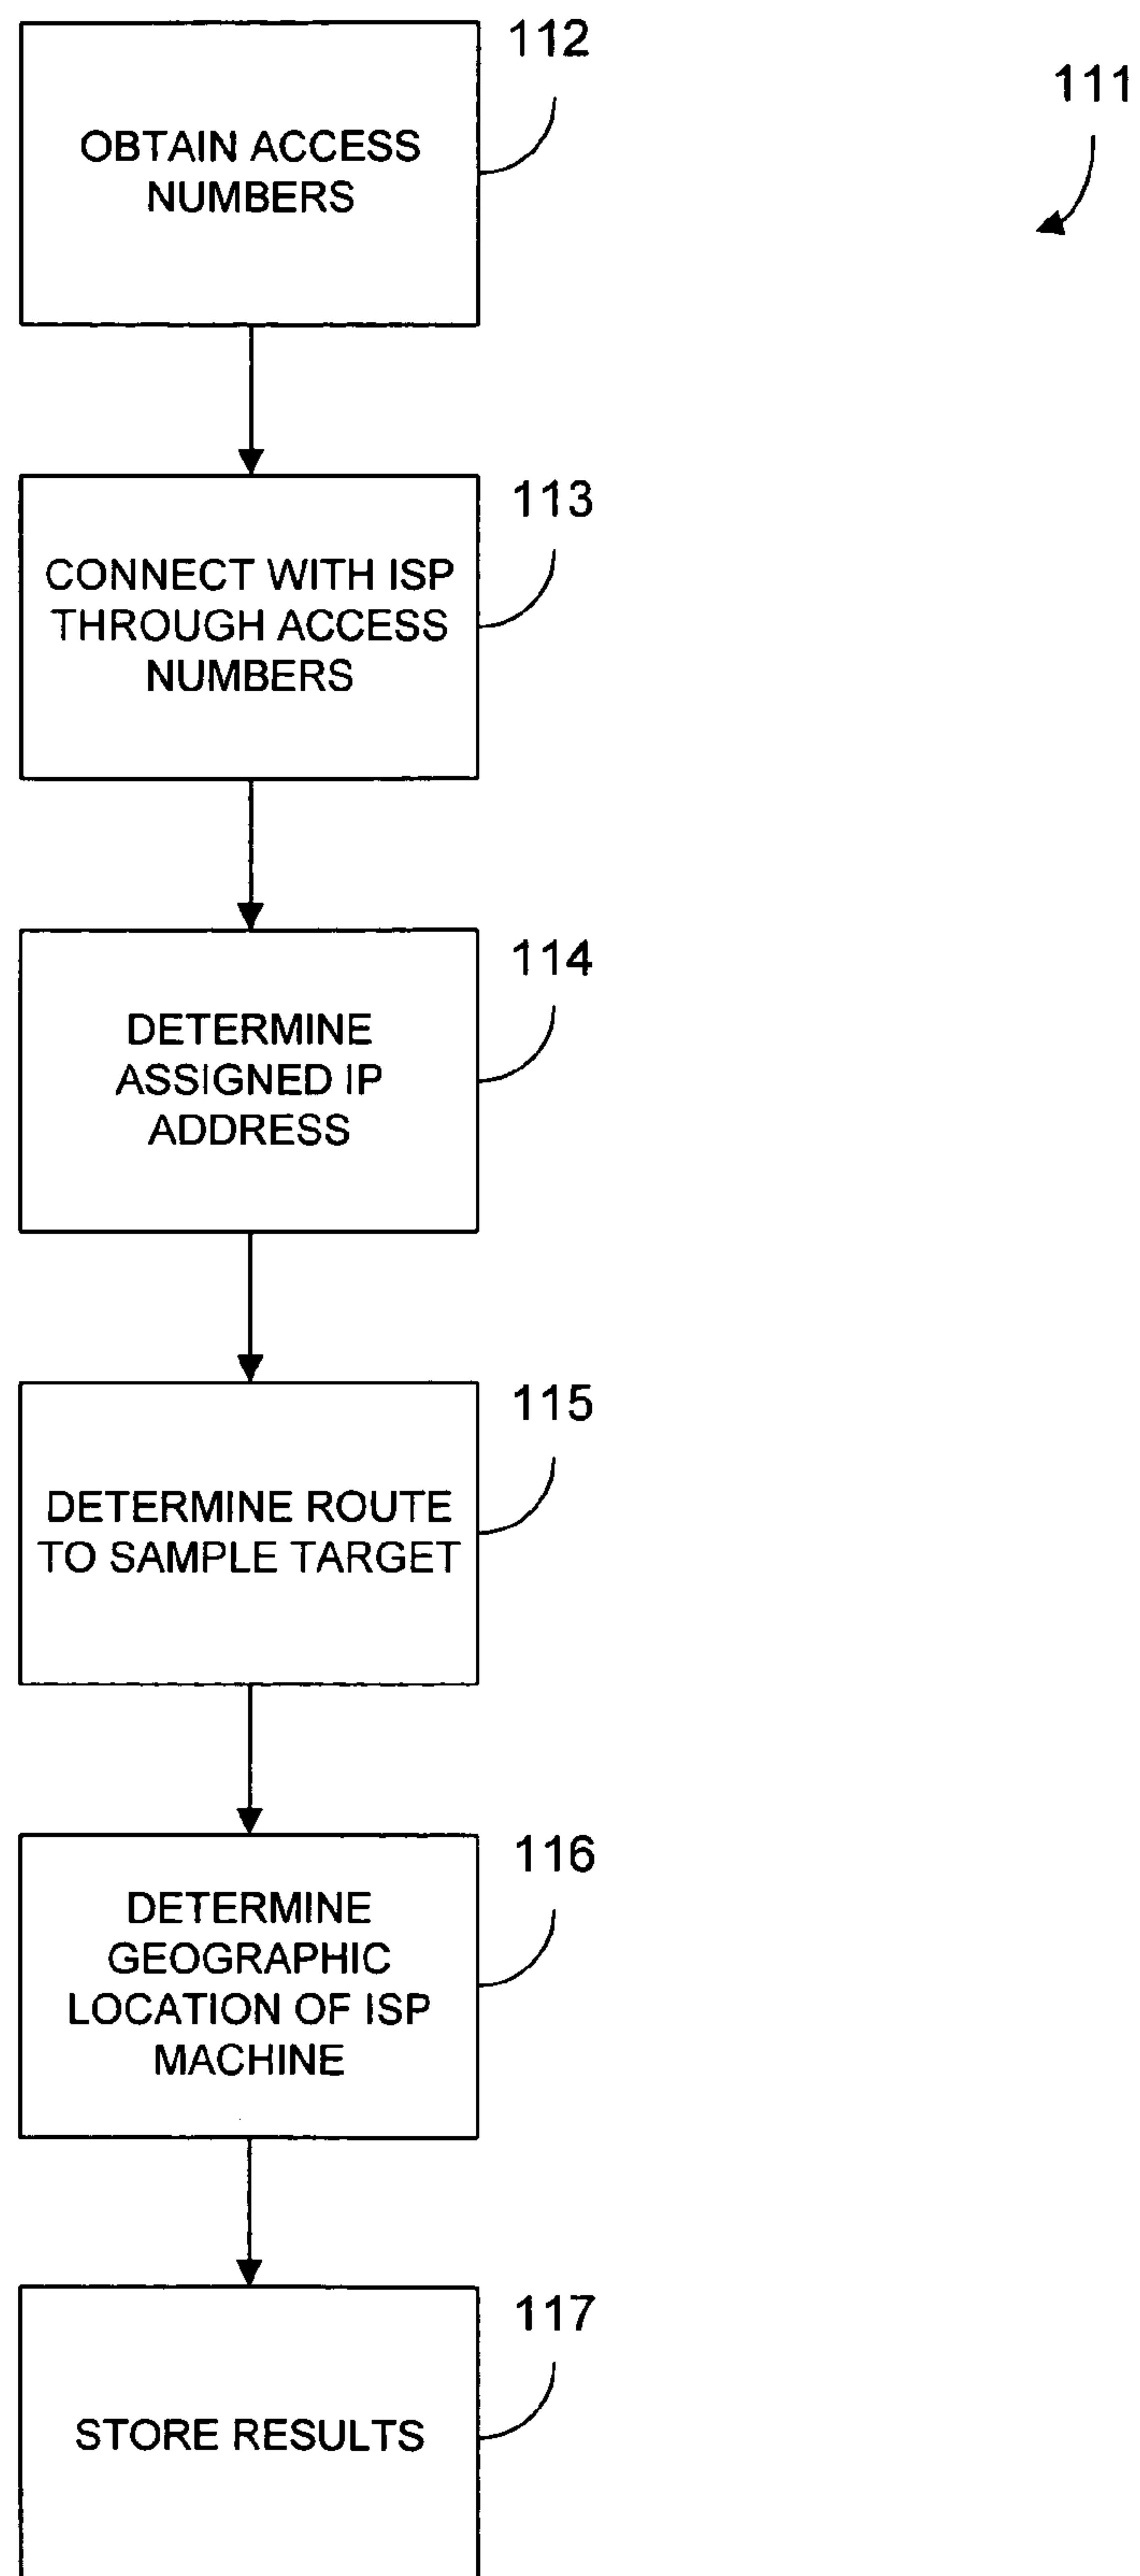 112
111
OBTAIN ACCESS
NUMBERS
113
CONNECT WITH ISP
THROUGH ACCESS
NUMBERS
114
DETERMINE
ASSIGNED IP
ADDRESS
115
DETERMINE ROUTE
TO SAMPLE TARGET
116
DETERMINE
GEOGRAPHIC
LOCATION OF ISP
MACHINE
117
STORE RESULTS